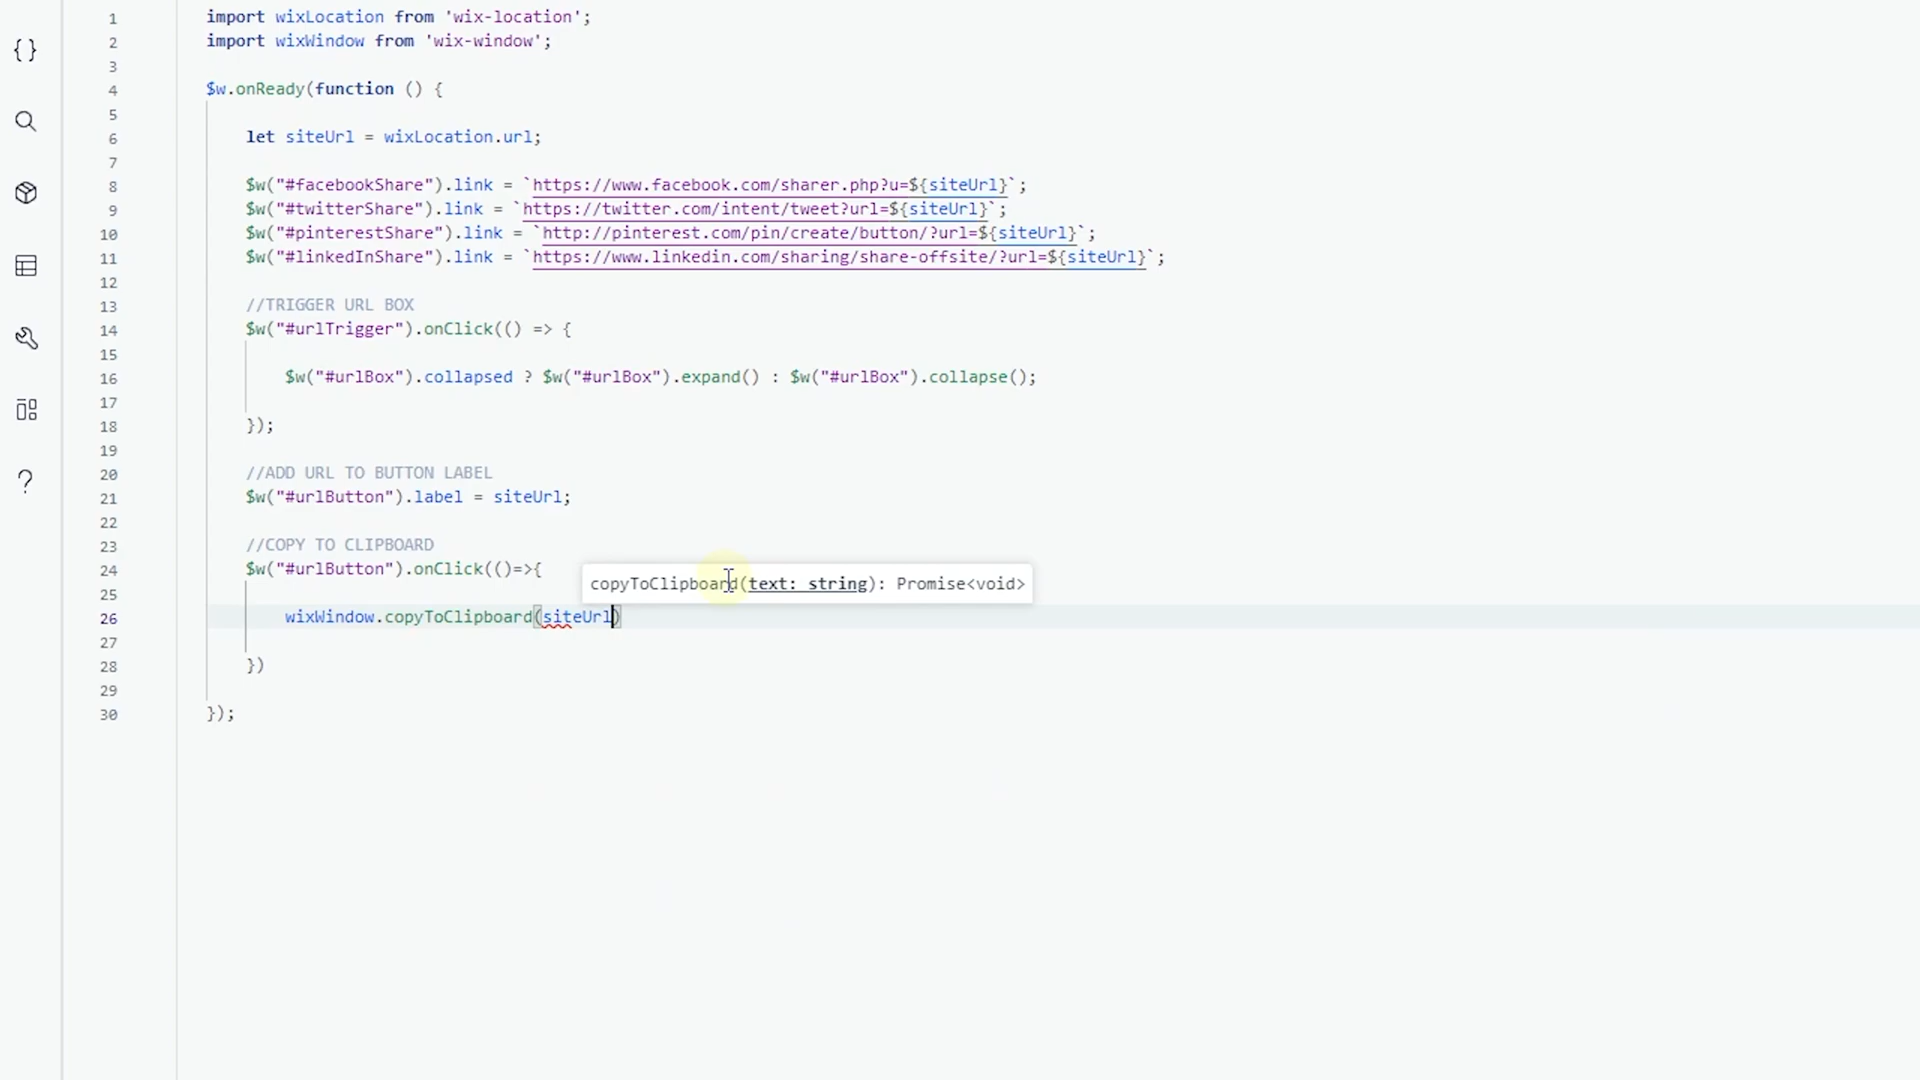 1 import wixLocation from 'wix-location';
2 import wixWindow from 'wix-window';
3
4 $w.onReady(function () {
5
6 let siteUrl = wixLocation.url;
7
8 $w("#facebookShare").link = `https://www.facebook.com/sharer.php?u=${siteUrl}`;
9 $w("#twitterShare").link = `https://twitter.com/intent/tweet?url=${siteUrl}`;
10 $w("#pinterestShare").link = `http://pinterest.com/pin/create/button/?url=${siteUrl}`;
11 $w("#linkedInShare").link = `https://www.linkedin.com/sharing/share-offsite/?url=${siteUrl}`;
12
13 //TRIGGER URL BOX
14 $w("#urlTrigger").onClick(() => {
15
16 $w("#urlBox").collapsed ? $w("#urlBox").expand() : $w("#urlBox").collapse();
17
18 });
19
20 //ADD URL TO BUTTON LABEL
21 $w("#urlButton").label = siteUrl;
22
23 //COPY TO CLIPBOARD
24 $w("#urlButton").onClick(()=>{
copyToClipboard(text: string): Promise<void>
25
26 wixWindow.copyToClipboard(siteUrl)
27
28 })
29
30 });